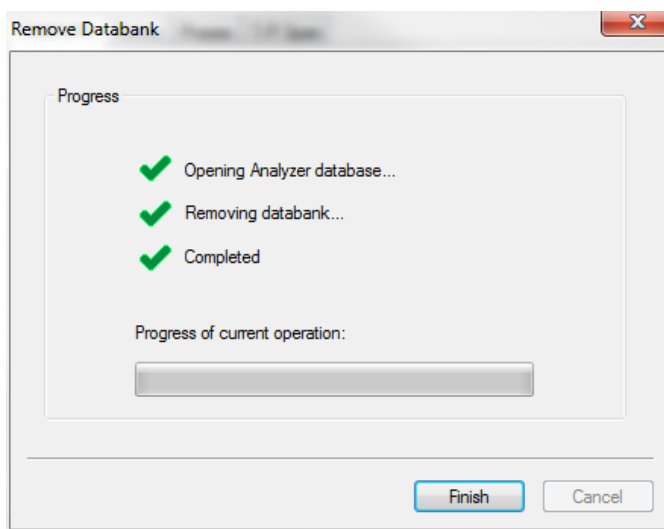 Remove Databank
Progress
Opening Analyzer database...
Removing databank...
Completed
Progress of current operation:
Finish
Cancel